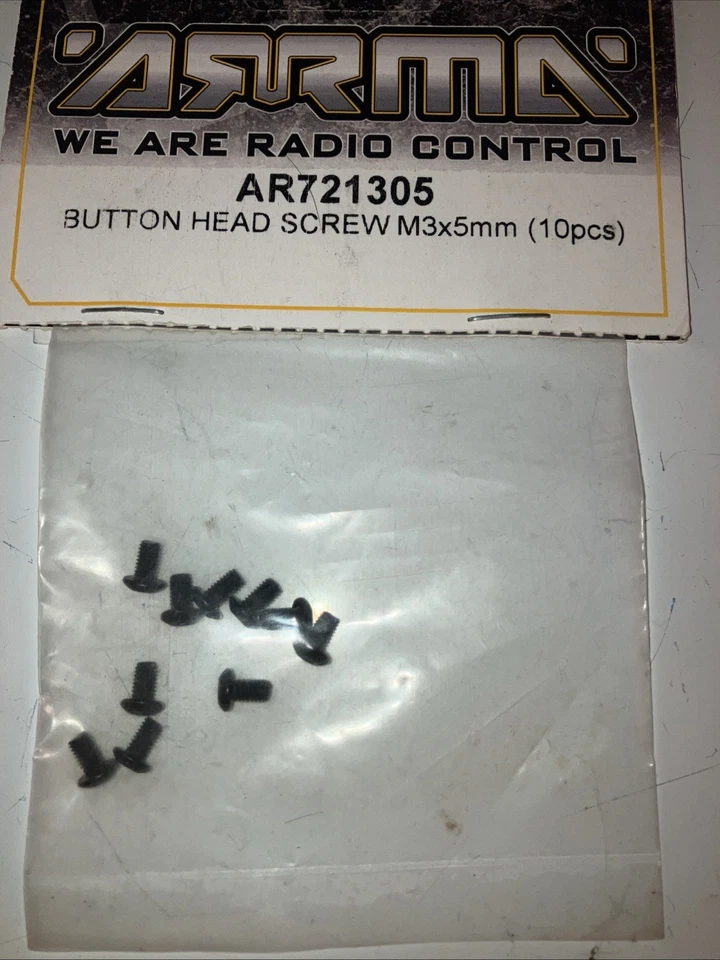 ARRMA
WE ARE RADIO CONTROL
AR721305
BUTTON HEAD SCREW M3x5mm (10pcs)